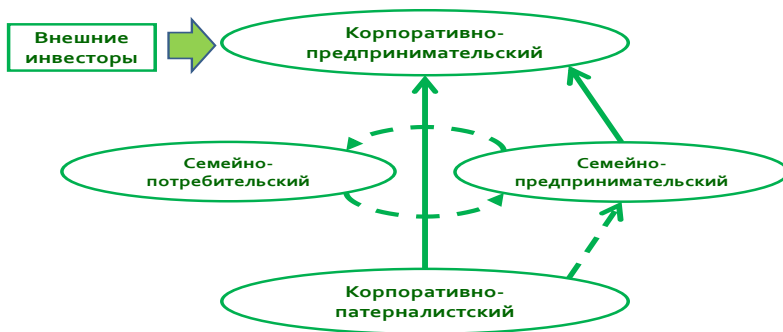 Внешние
инвесторы
Корпоративно-
предпринимательский
Семейно-
потребительский
Семейно-
предпринимательский
Корпоративно-
патерналистский